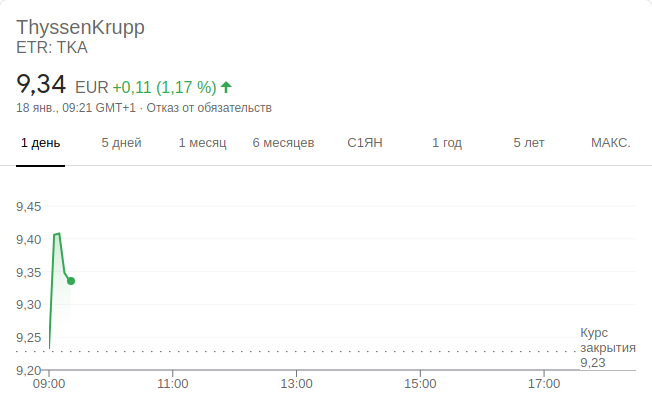 ThyssenKrupp
ETR: TKA
9,34 EUR +0,11 (1,17 %)
18 янв., 09:21 GMT+1 · Отказ от обязательств
1 день 5 дней 1 месяц 6 месяцев С1ЯН 1 год 5 лет МАКС.
9,45
9,40
9,35
9,30
9,25
9,20
Курс
закрытия
9,23
09:00 11:00 13:00 15:00 17:00